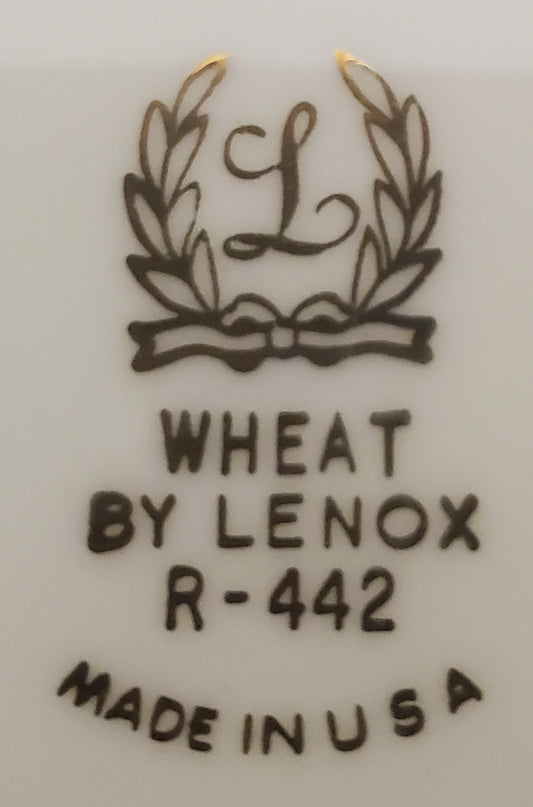 L
WHEAT
BY LENOX
R-442
MADE IN USA